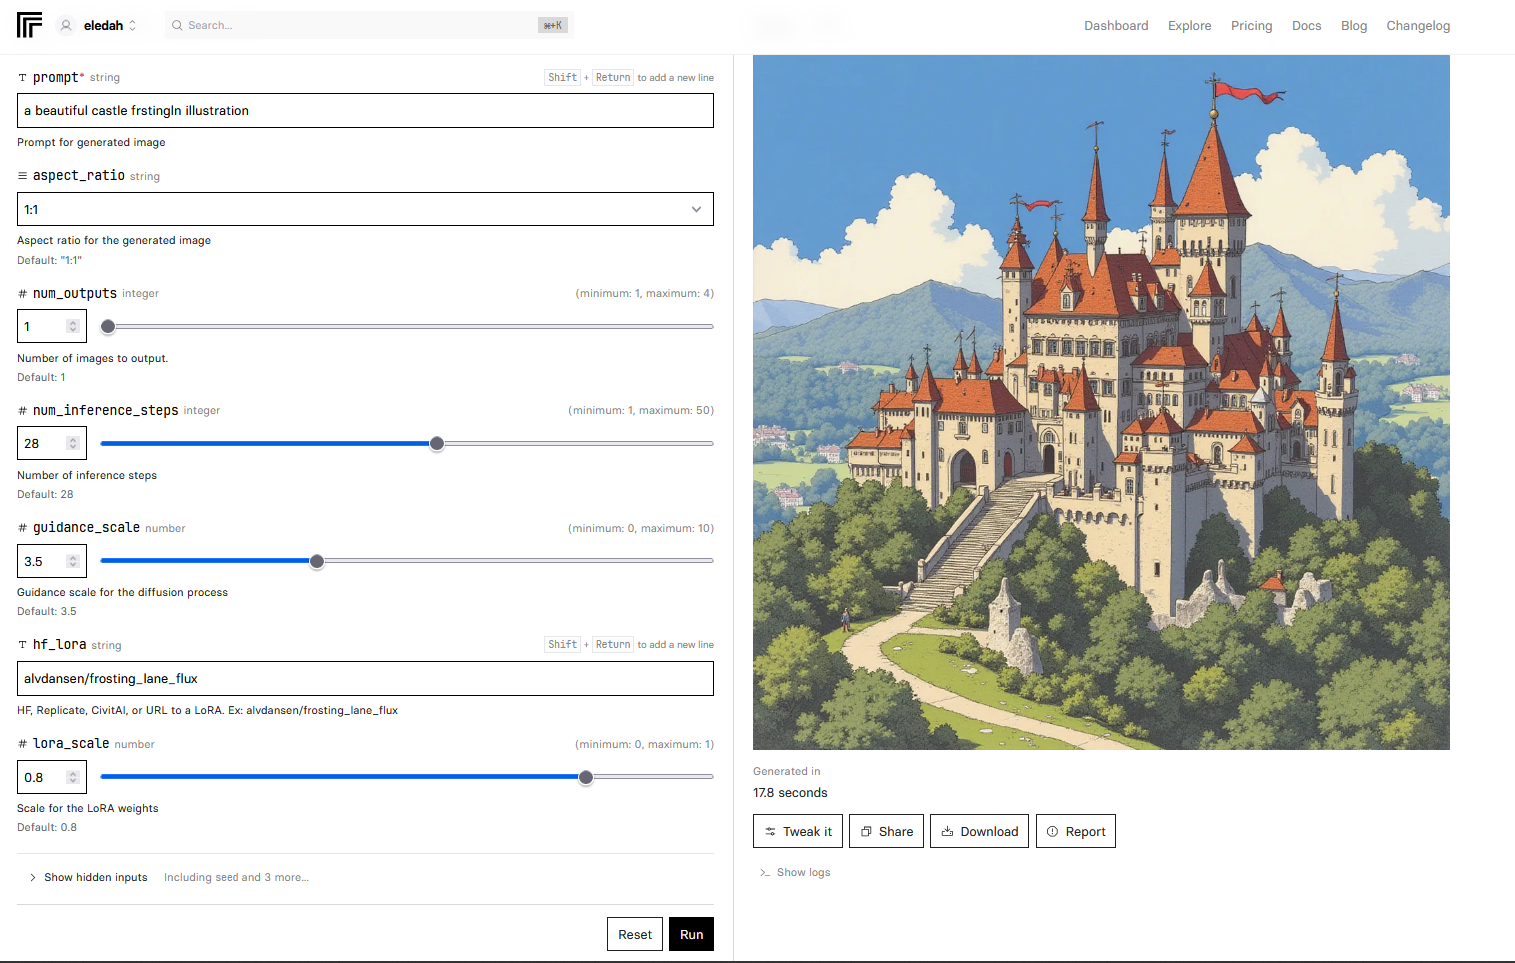 eledah
Search...
⌘+K
Dashboard
Explore
Pricing
Docs
Blog
Changelog
T prompt* string
Shift + Return to add a new line
a beautiful castle frstingln illustration
Prompt for generated image
aspect_ratio string
1:1
Aspect ratio for the generated image
Default: "1:1"
# num_outputs integer
(minimum: 1, maximum: 4)
1
Number of images to output.
Default: 1
# num_inference_steps integer
(minimum: 1, maximum: 50)
28
Number of inference steps
Default: 28
# guidance_scale number
(minimum: 0, maximum: 10)
3.5
Guidance scale for the diffusion process
Default: 3.5
T hf_lora string
Shift + Return to add a new line
alvdansen/frosting_lane_flux
HF, Replicate, CivitAI, or URL to a LoRA. Ex: alvdansen/frosting_lane_flux
# lora_scale number
(minimum: 0, maximum: 1)
0.8
Scale for the LoRA weights
Default: 0.8
Show hidden inputs
Including seed and 3 more...
Reset
Run
Generated in
17.8 seconds
Tweak it
Share
Download
Report
Show logs